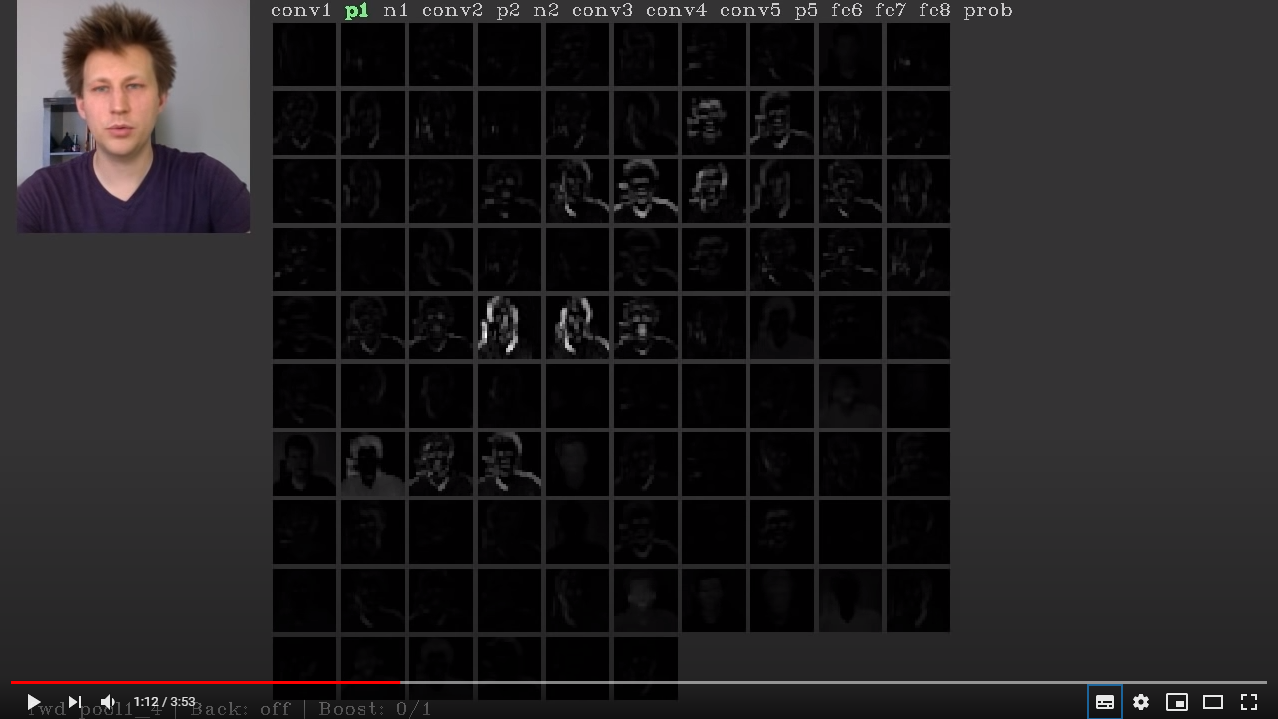 conv1 p1 n1 conv2 p2 n2 conv3 conv4 conv5 p5 fc6 fc7 fc8 prob
1:12 / 3:53
fwd pool1_4 | Back: off | Boost: 0/1